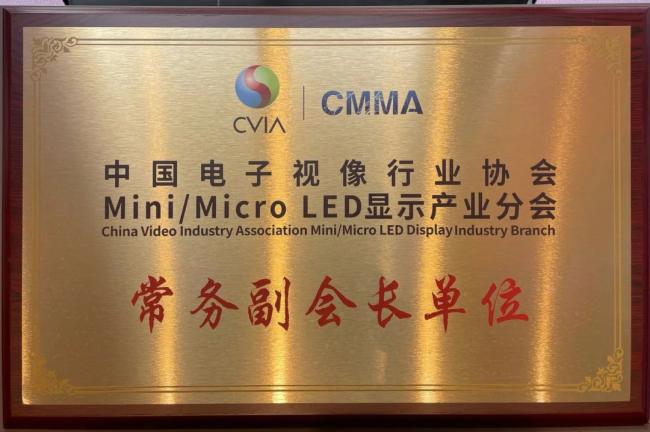 CVIA | CMMA
中国电子视像行业协会
Mini/Micro LED显示产业分会
China Video Industry Association Mini/Micro LED Display Industry Branch
常务副会长单位